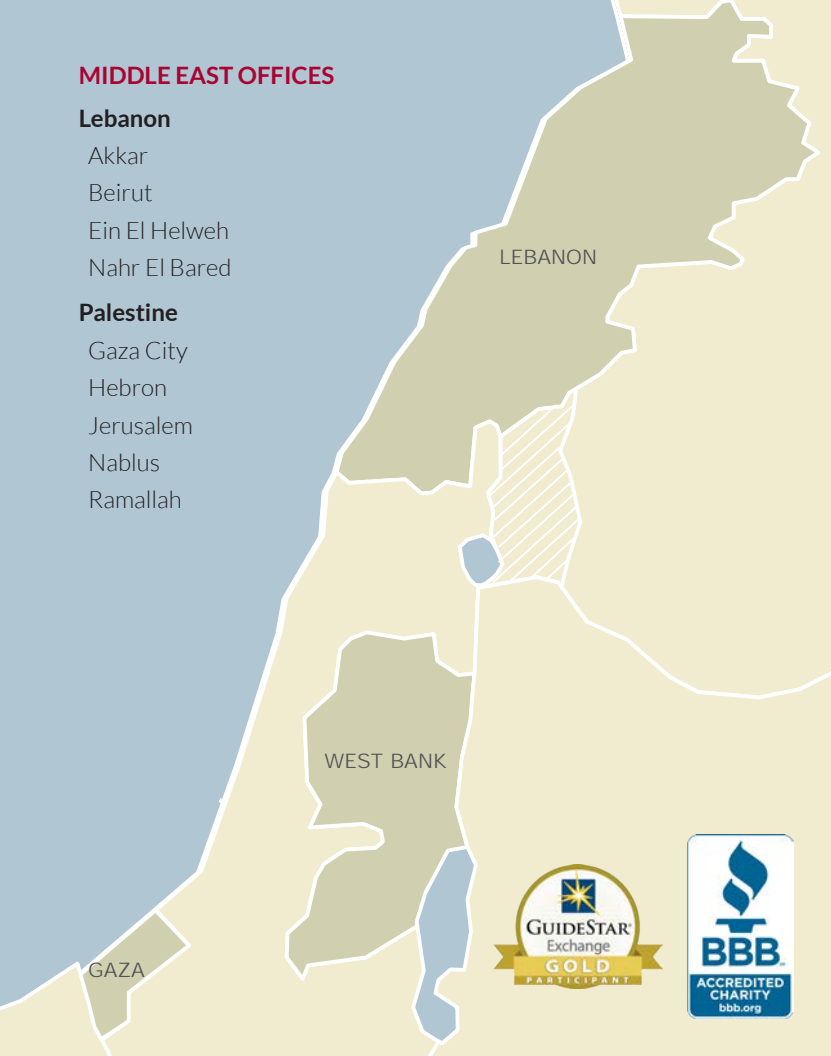 MIDDLE EAST OFFICES
Lebanon
Akkar
Beirut
Ein El Helweh
Nahr El Bared
Palestine
Gaza City
Hebron
Jerusalem
Nablus
Ramallah
LEBANON
WEST BANK
GAZA
GUIDESTAR®
Exchange
GOLD
PARTICIPANT
BBB
ACCREDITED
CHARITY
bbb.org